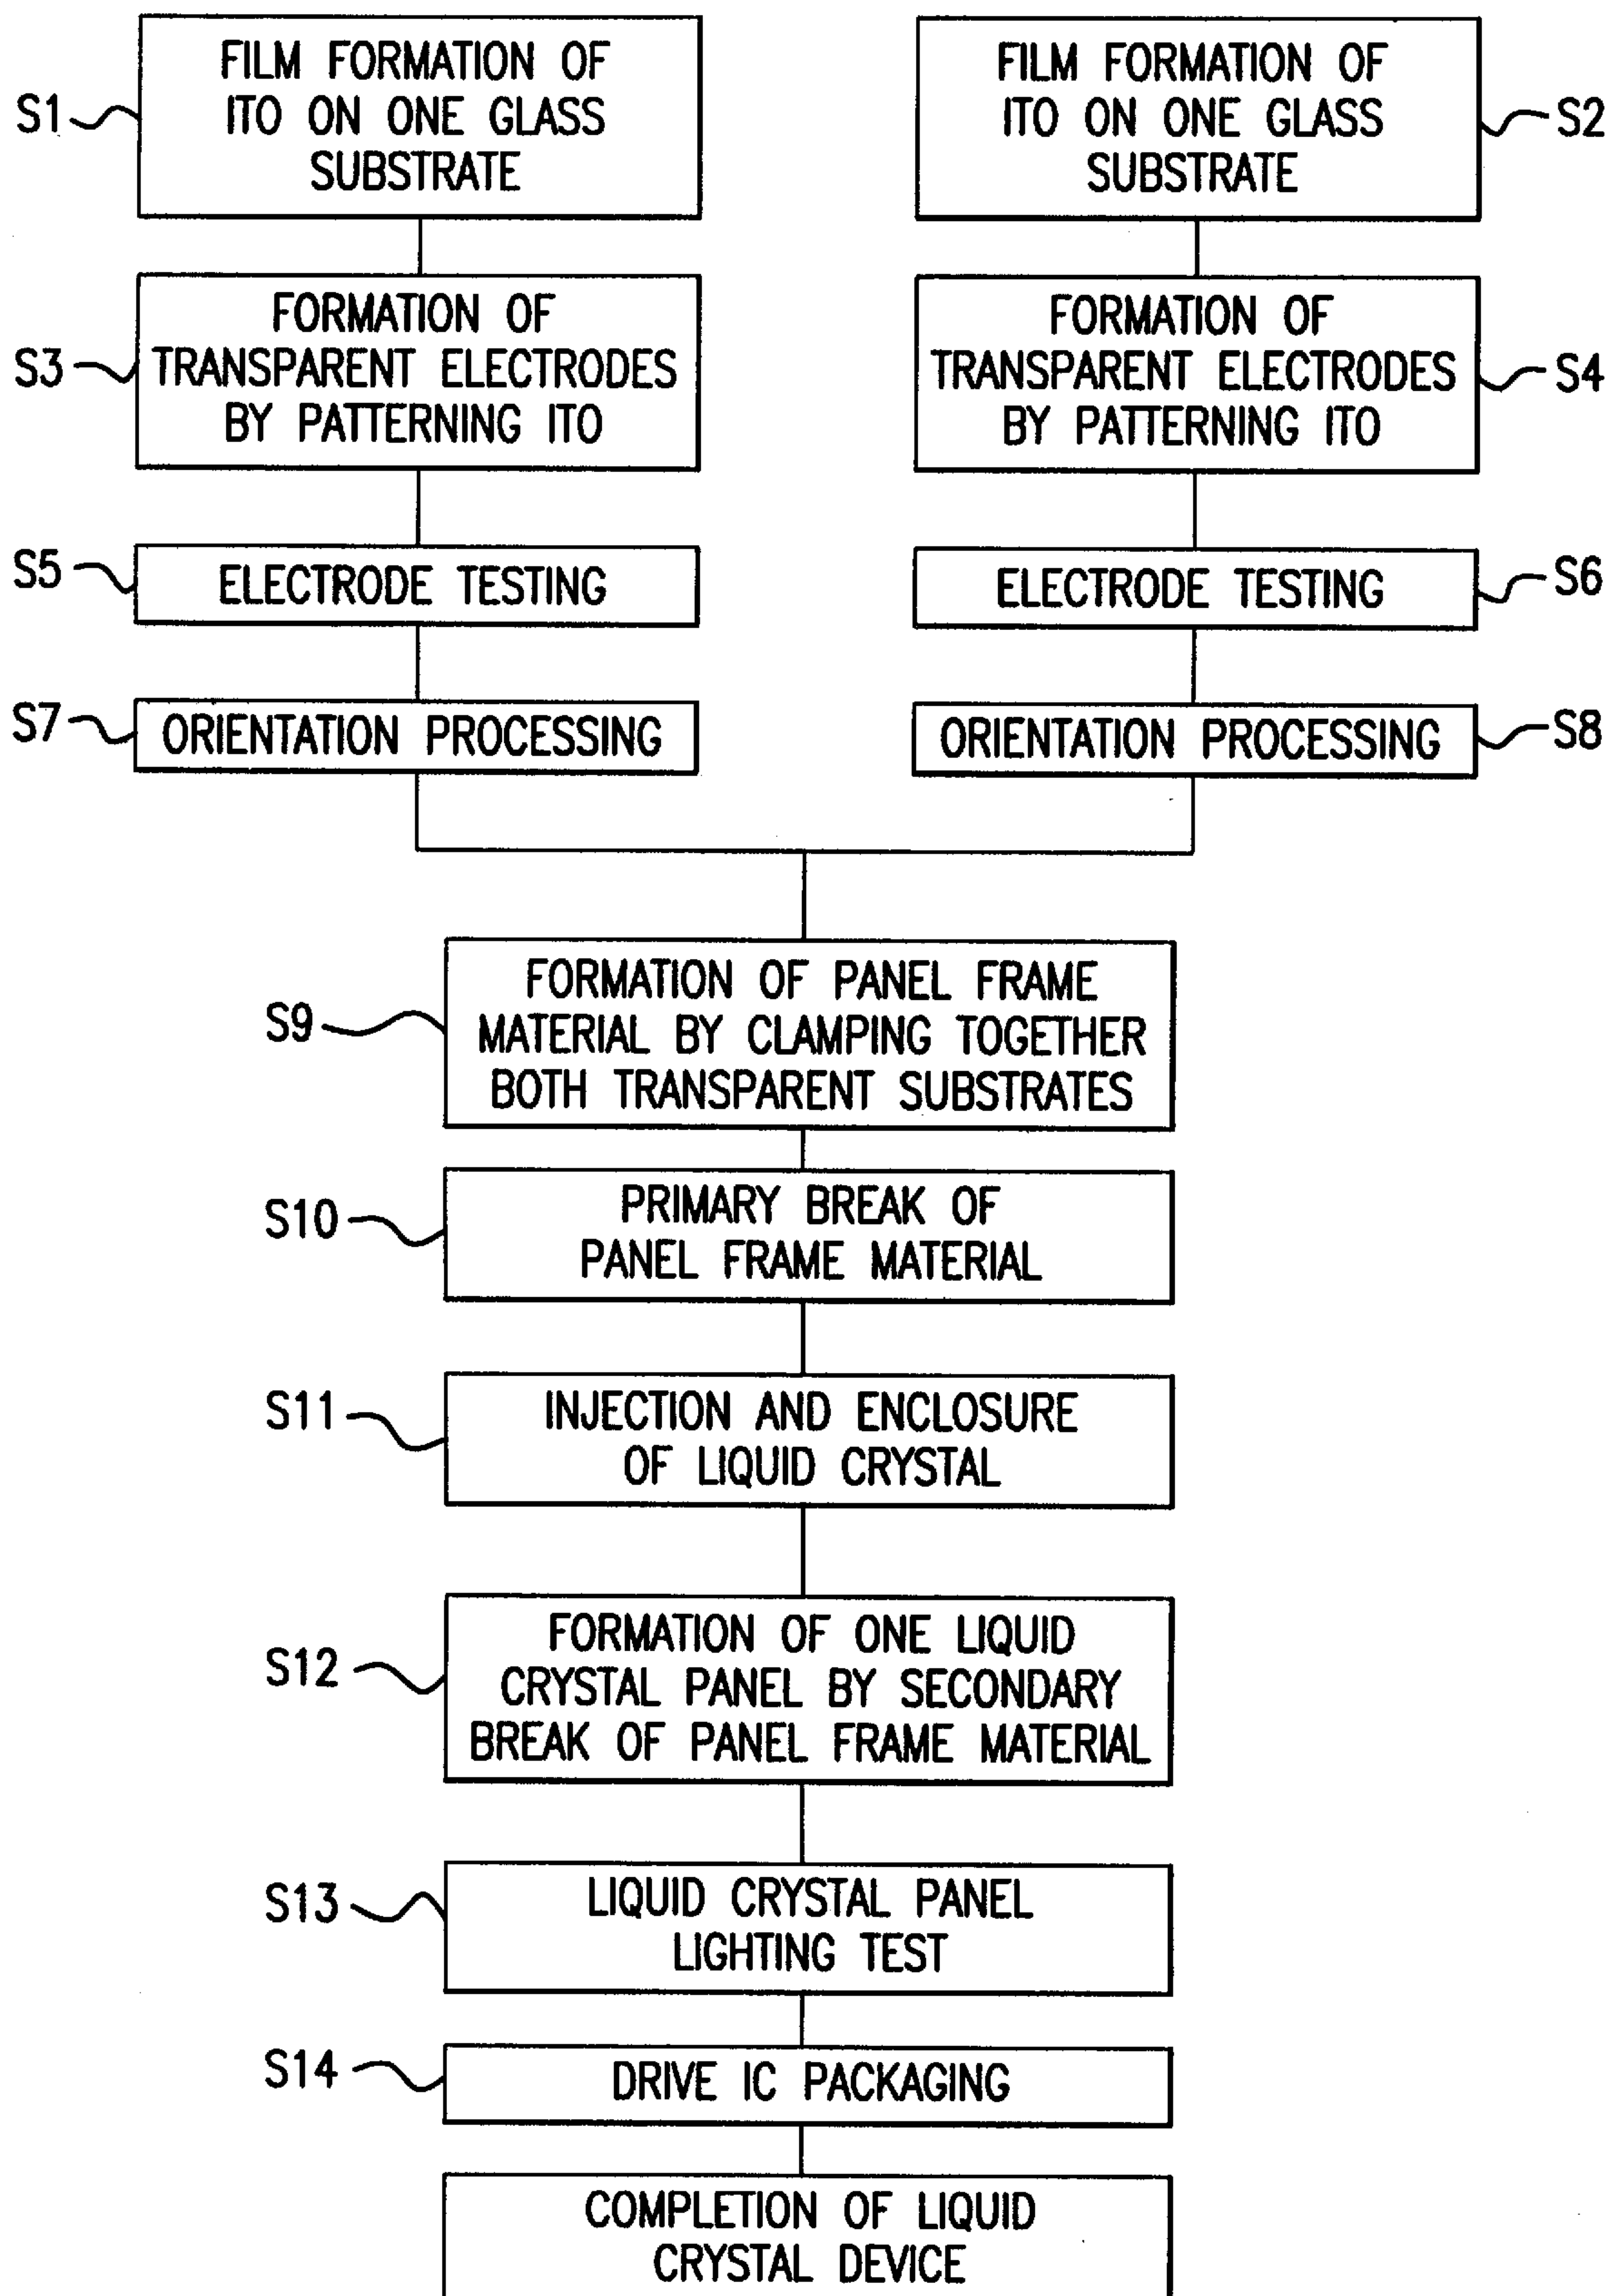 S1
FILM FORMATION OF
ITO ON ONE GLASS
SUBSTRATE
FILM FORMATION OF
ITO ON ONE GLASS
SUBSTRATE
S2
S3
FORMATION OF
TRANSPARENT ELECTRODES
BY PATTERNING ITO
FORMATION OF
TRANSPARENT ELECTRODES
BY PATTERNING ITO
S4
S5
ELECTRODE TESTING
ELECTRODE TESTING
S6
S7
ORIENTATION PROCESSING
ORIENTATION PROCESSING
S8
S9
FORMATION OF PANEL FRAME
MATERIAL BY CLAMPING TOGETHER
BOTH TRANSPARENT SUBSTRATES
S10
PRIMARY BREAK OF
PANEL FRAME MATERIAL
S11
INJECTION AND ENCLOSURE
OF LIQUID CRYSTAL
S12
FORMATION OF ONE LIQUID
CRYSTAL PANEL BY SECONDARY
BREAK OF PANEL FRAME MATERIAL
S13
LIQUID CRYSTAL PANEL
LIGHTING TEST
S14
DRIVE IC PACKAGING
COMPLETION OF LIQUID
CRYSTAL DEVICE